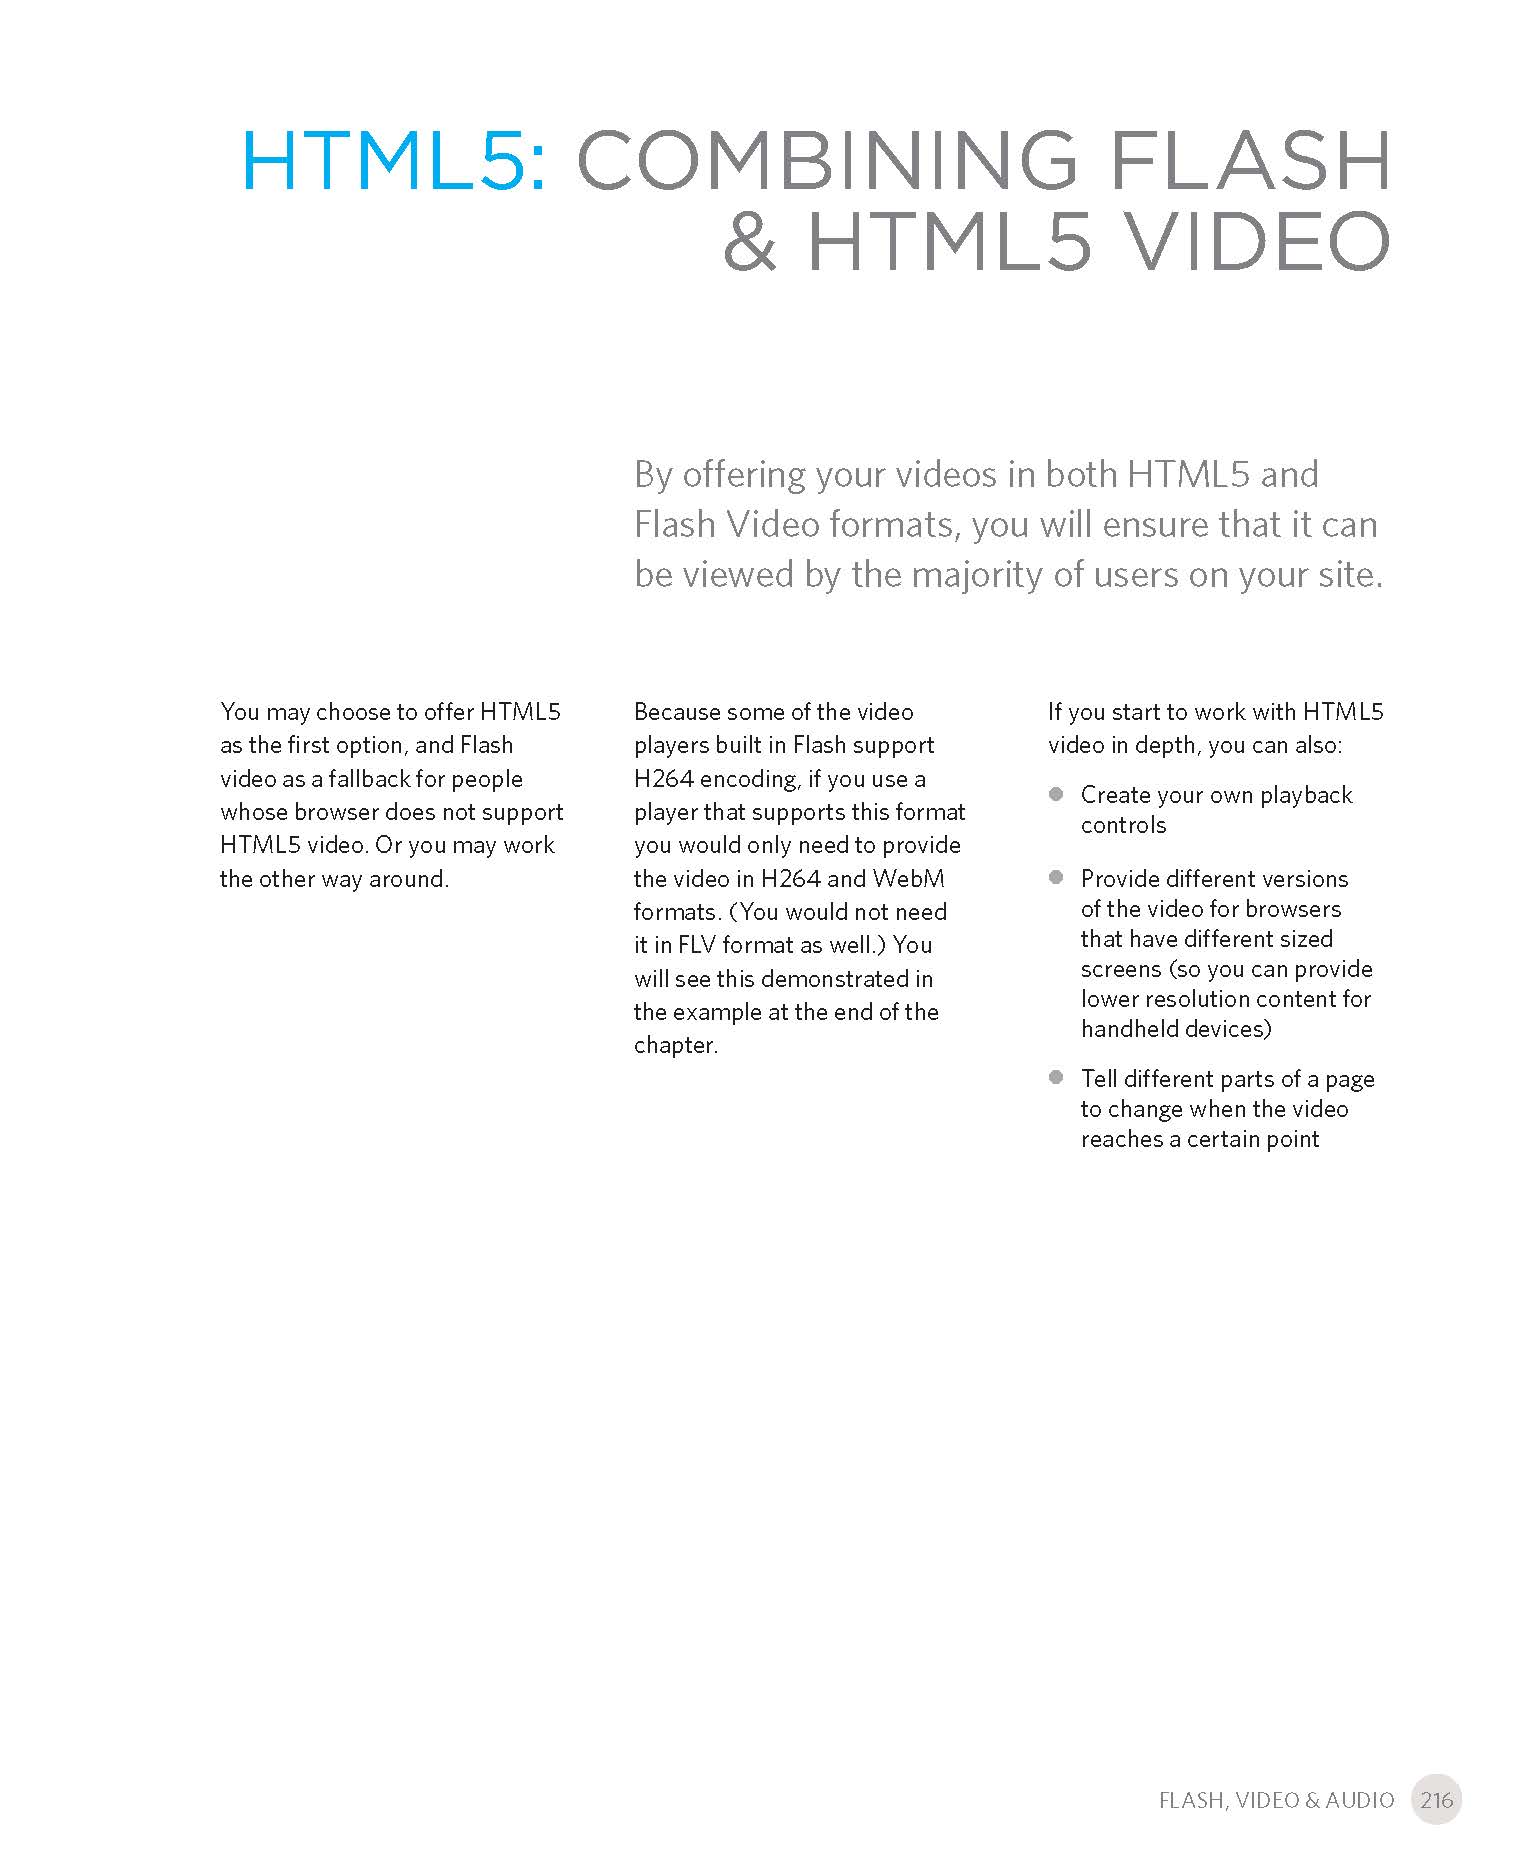 HTML5: COMBINING FLASH
& HTML5 VIDEO
By offering your videos in both HTML5 and
Flash Video formats, you will ensure that it can
be viewed by the majority of users on your site.
You may choose to offer HTML5
as the first option, and Flash
video as a fallback for people
whose browser does not support
HTML5 video. Or you may work
the other way around.
Because some of the video
players built in Flash support
H264 encoding, if you use a
player that supports this format
you would only need to provide
the video in H264 and WebM
formats. (You would not need
it in FLV format as well.) You
will see this demonstrated in
the example at the end of the
chapter.
If you start to work with HTML5
video in depth, you can also:
● Create your own playback
controls
● Provide different versions
of the video for browsers
that have different sized
screens (so you can provide
lower resolution content for
handheld devices)
● Tell different parts of a page
to change when the video
reaches a certain point
FLASH, VIDEO & AUDIO 216